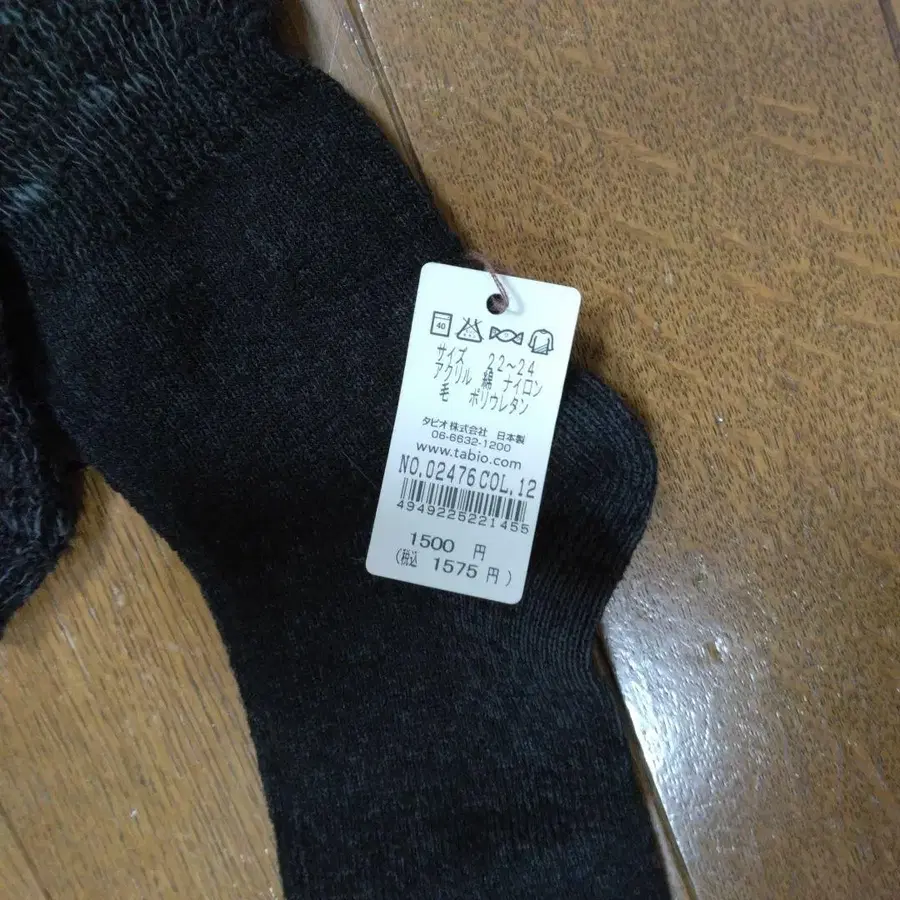 40
サイズ 22~24
アクリル 綿 ナイロン
毛 ポリウレタン
タビオ株式会社 日本製
06-6632-1200
www.tabio.com
NO.02476COL.12
4949225221455
1500 円
(税込 1575 円)